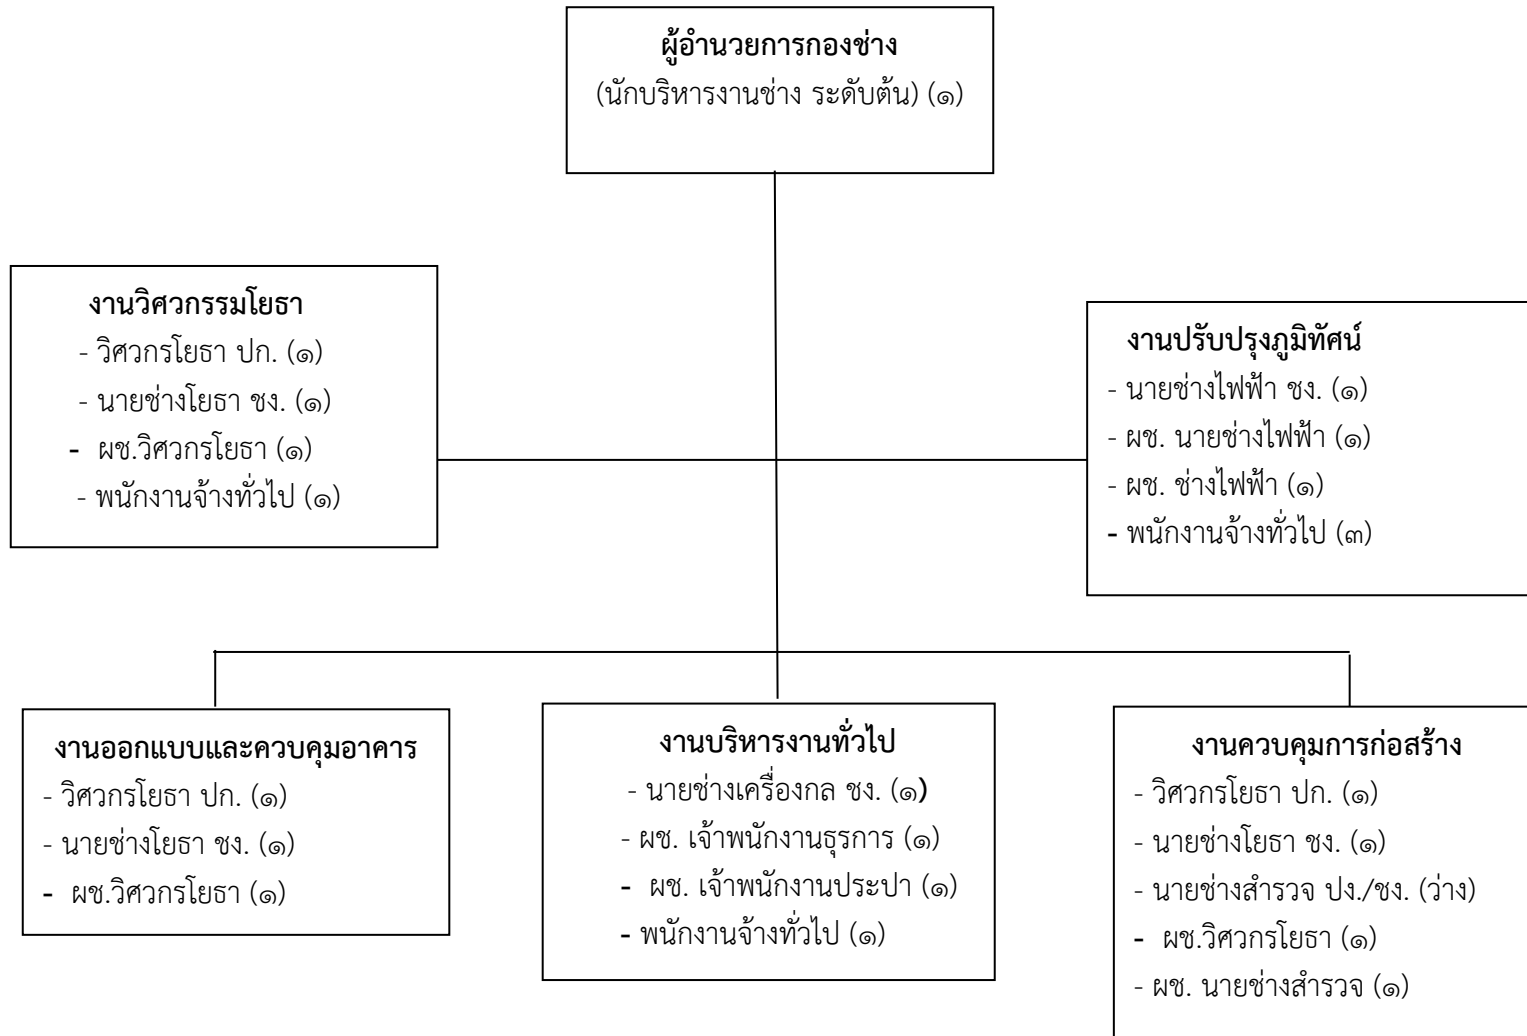 ผู้อำนวยการกองช่าง
(นักบริหารงานช่าง ระดับต้น) (๑)
งานวิศวกรรมโยธา
- วิศวกรโยธา ปก. (๑)
- นายช่างโยธา ชง. (๑)
- ผช.วิศวกรโยธา (๑)
- พนักงานจ้างทั่วไป (๑)
งานปรับปรุงภูมิทัศน์
- นายช่างไฟฟ้า ชง. (๑)
- ผช. นายช่างไฟฟ้า (๑)
- ผช. ช่างไฟฟ้า (๑)
- พนักงานจ้างทั่วไป (๓)
งานออกแบบและควบคุมอาคาร
- วิศวกรโยธา ปก. (๑)
- นายช่างโยธา ชง. (๑)
- ผช.วิศวกรโยธา (๑)
งานบริหารงานทั่วไป
- นายช่างเครื่องกล ชง. (๑)
- ผช. เจ้าพนักงานธุรการ (๑)
- ผช. เจ้าพนักงานประปา (๑)
- พนักงานจ้างทั่วไป (๑)
งานควบคุมการก่อสร้าง
- วิศวกรโยธา ปก. (๑)
- นายช่างโยธา ชง. (๑)
- นายช่างสำรวจ ปง./ชง. (ว่าง)
- ผช.วิศวกรโยธา (๑)
- ผช. นายช่างสำรวจ (๑)